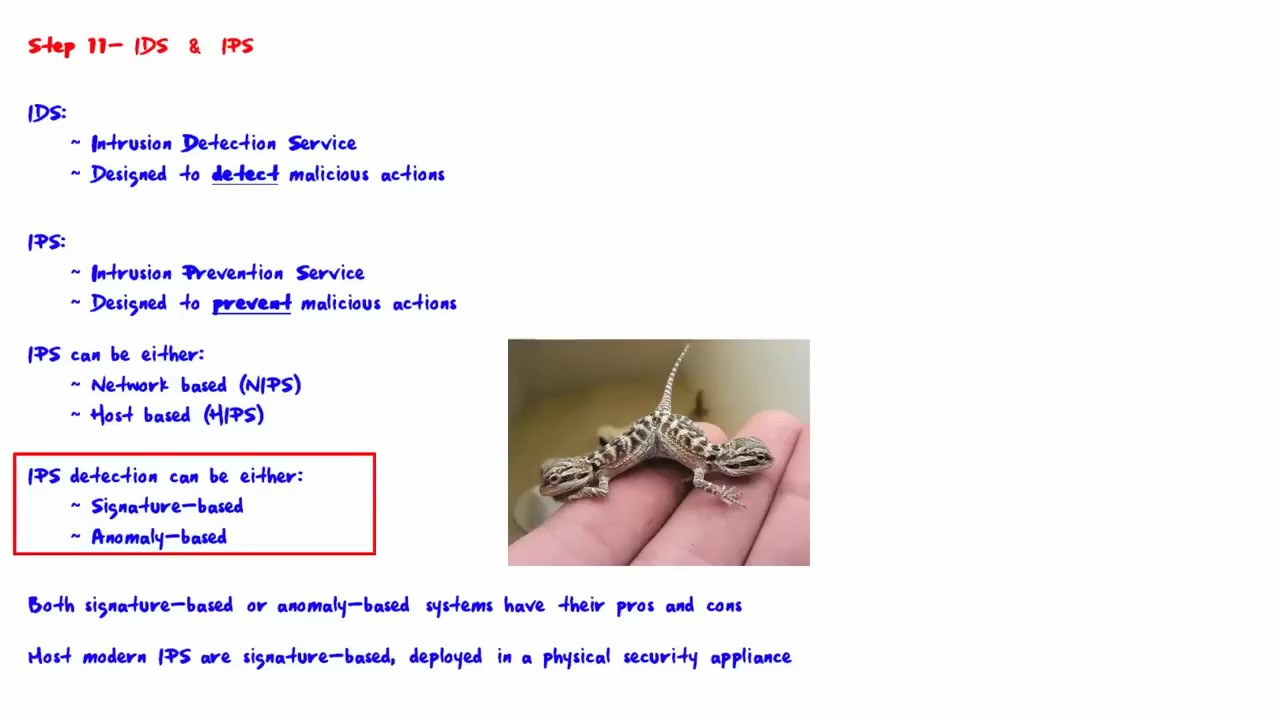 Step 11- IDS & IPS
IDS:
~ Intrusion Detection Service
~ Designed to detect malicious actions
IPS:
~ Intrusion Prevention Service
~ Designed to prevent malicious actions
IPS can be either:
~ Network based (NIPS)
~ Host based (HIPS)
IPS detection can be either:
~ Signature-based
~ Anomaly-based
Both signature-based or anomaly-based systems have their pros and cons
Most modern IPS are signature-based, deployed in a physical security appliance